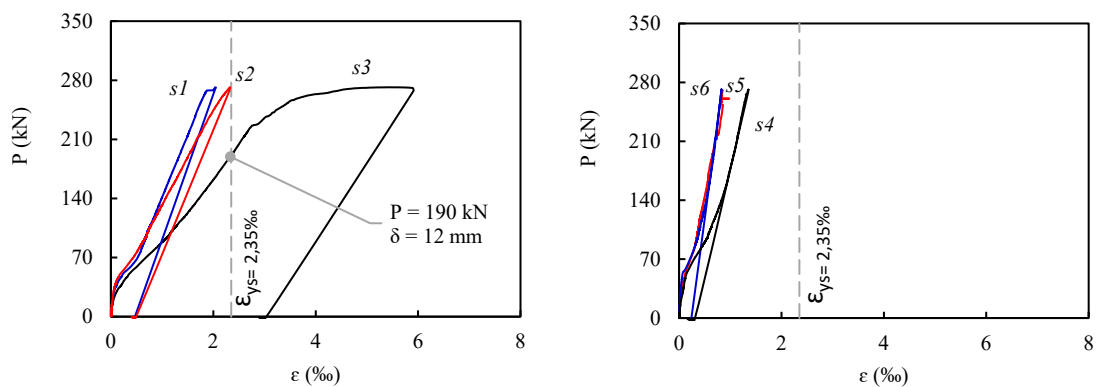 350
280
210
140
70
0
P (kN)
s1
s2
s3
P = 190 kN
δ = 12 mm
εys= 2,35‰
0
2
4
6
8
ε (‰)
350
280
210
140
70
0
P (kN)
s6
s5
s4
εys= 2,35‰
0
2
4
6
8
ε (‰)